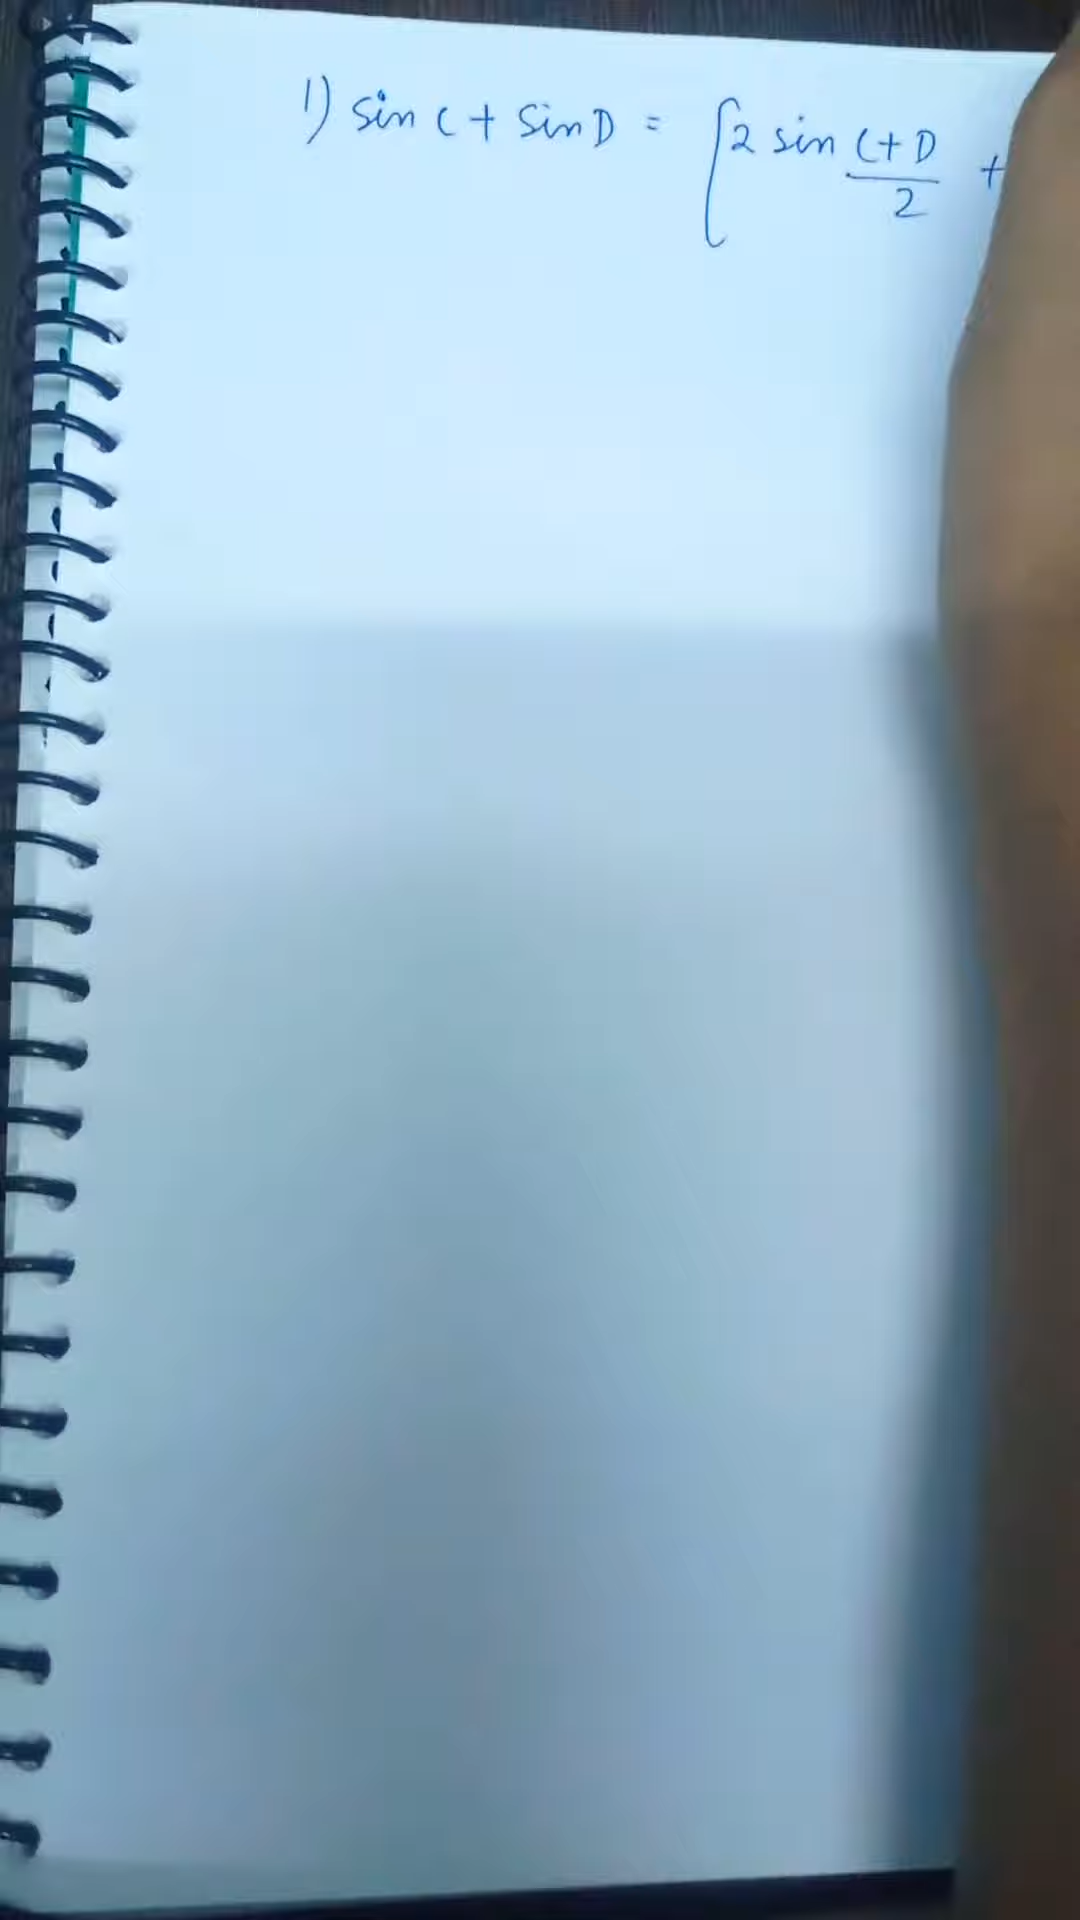 1) sin C + sin D = [2 sin C+D/2 +